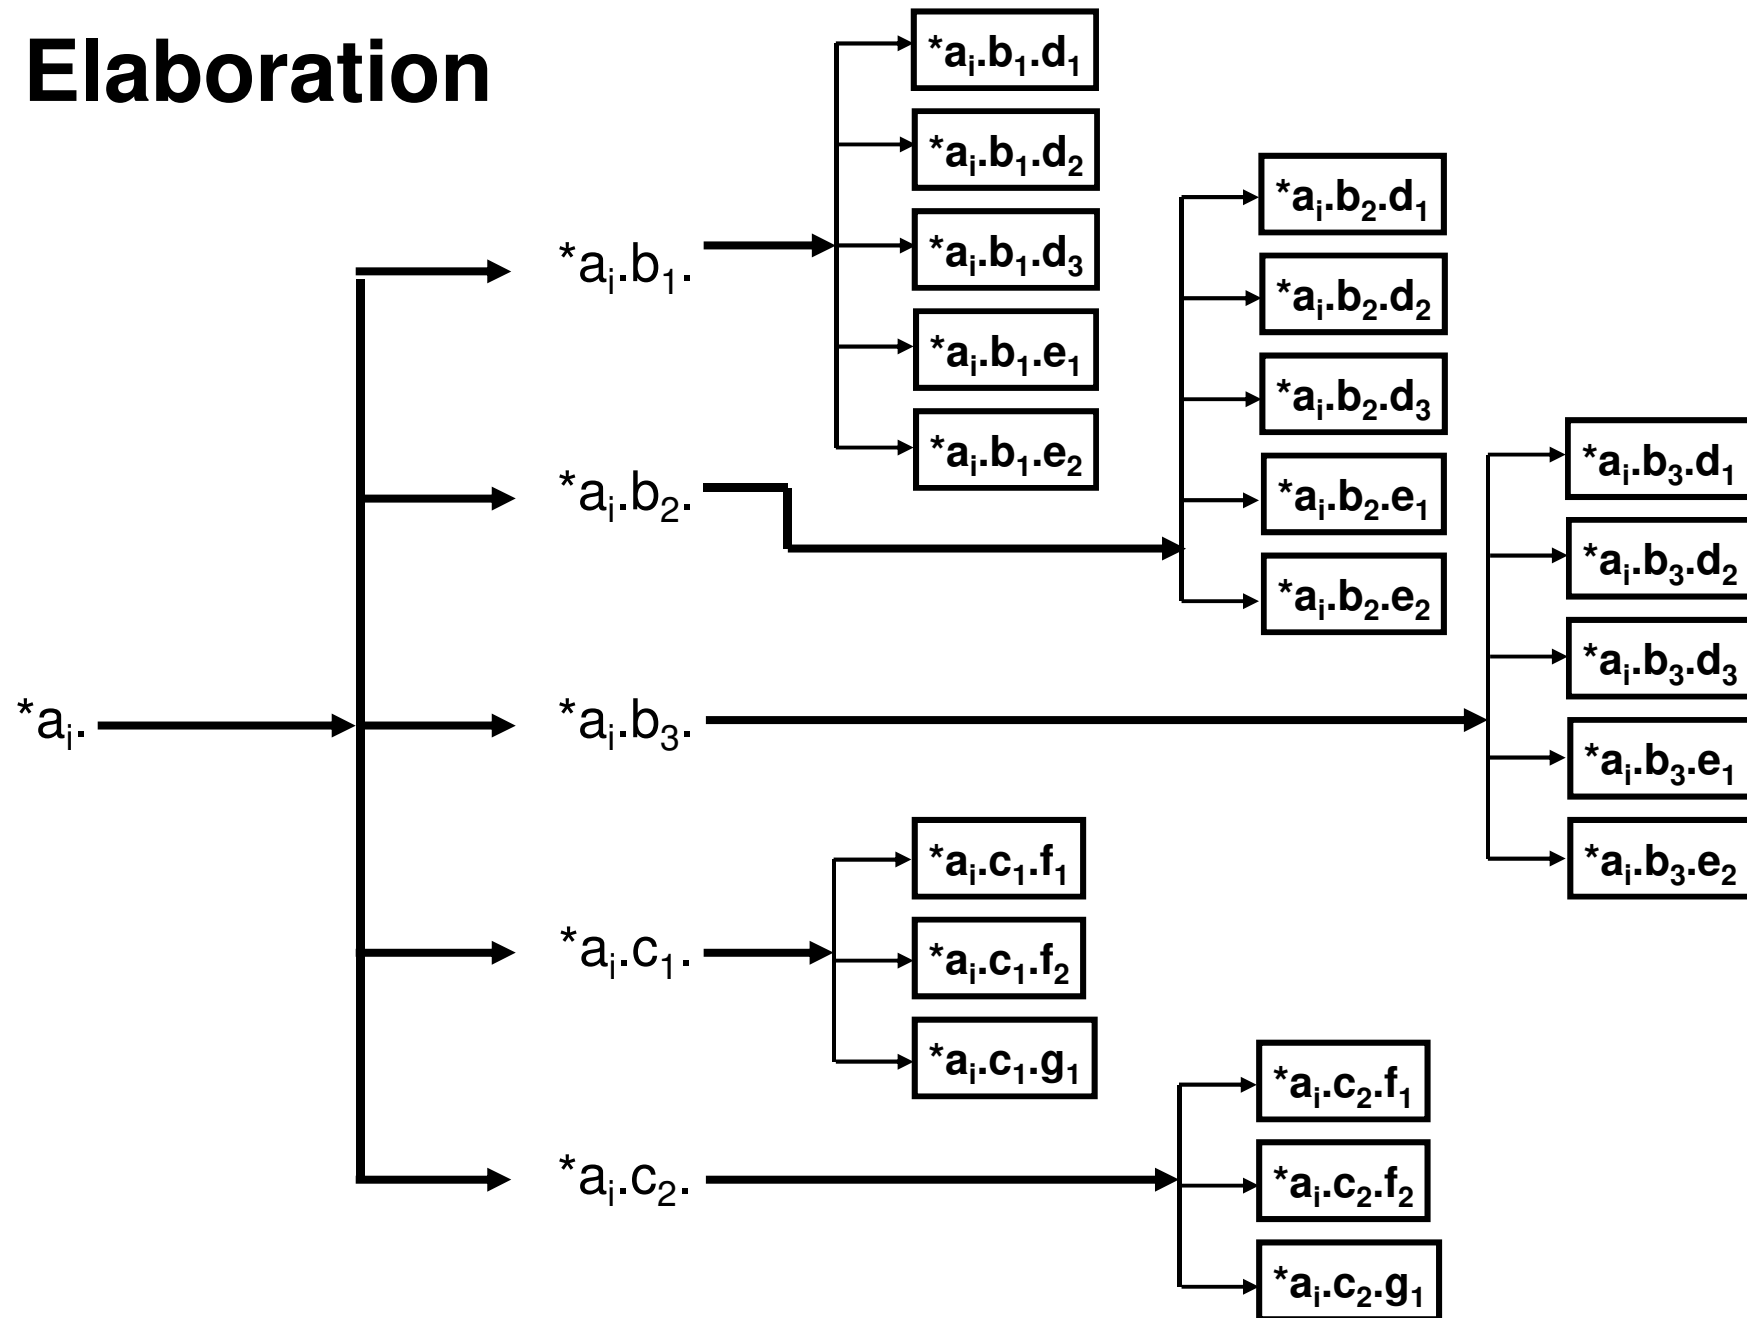 Elaboration
*aᵢ.
*aᵢ.b₁.
*aᵢ.b₁.d₁
*aᵢ.b₁.d₂
*aᵢ.b₁.d₃
*aᵢ.b₁.e₁
*aᵢ.b₁.e₂
*aᵢ.b₂.
*aᵢ.b₂.d₁
*aᵢ.b₂.d₂
*aᵢ.b₂.d₃
*aᵢ.b₂.e₁
*aᵢ.b₂.e₂
*aᵢ.b₃.
*aᵢ.b₃.d₁
*aᵢ.b₃.d₂
*aᵢ.b₃.d₃
*aᵢ.b₃.e₁
*aᵢ.b₃.e₂
*aᵢ.c₁.
*aᵢ.c₁.f₁
*aᵢ.c₁.f₂
*aᵢ.c₁.g₁
*aᵢ.c₂.
*aᵢ.c₂.f₁
*aᵢ.c₂.f₂
*aᵢ.c₂.g₁